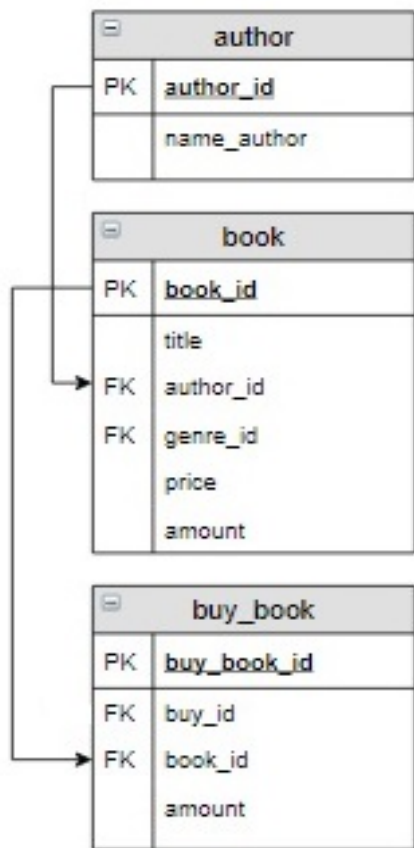 author
PK author_id
name_author
book
PK book_id
title
FK author_id
FK genre_id
price
amount
buy_book
PK buy_book_id
FK buy_id
FK book_id
amount